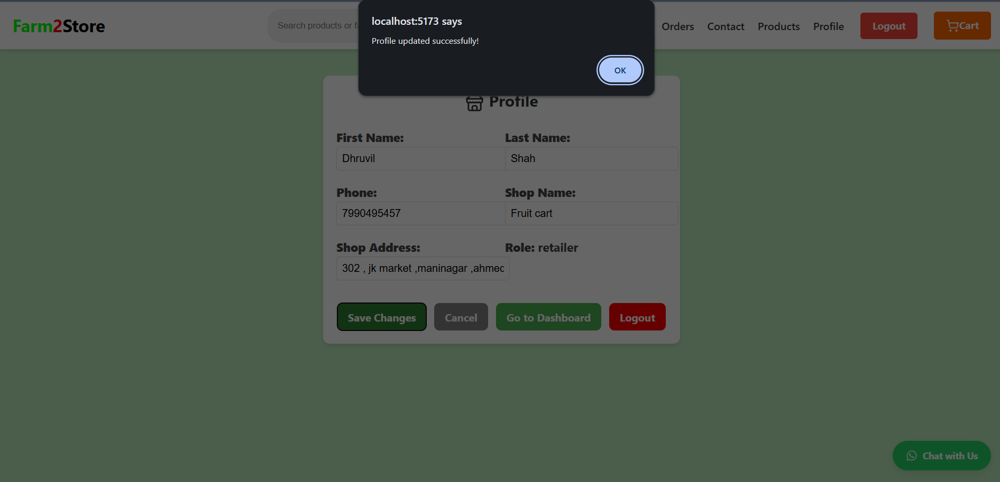 localhost:5173 says
Profile updated successfully!
OK
Farm2Store
Search products or
Orders Contact Products Profile Logout Cart
Profile
First Name: Last Name:
Dhruvil Shah
Phone: Shop Name:
7990495457 Fruit cart
Shop Address: Role: retailer
302 , jk market ,maninagar ,ahmed
Save Changes Cancel Go to Dashboard Logout
Chat with Us